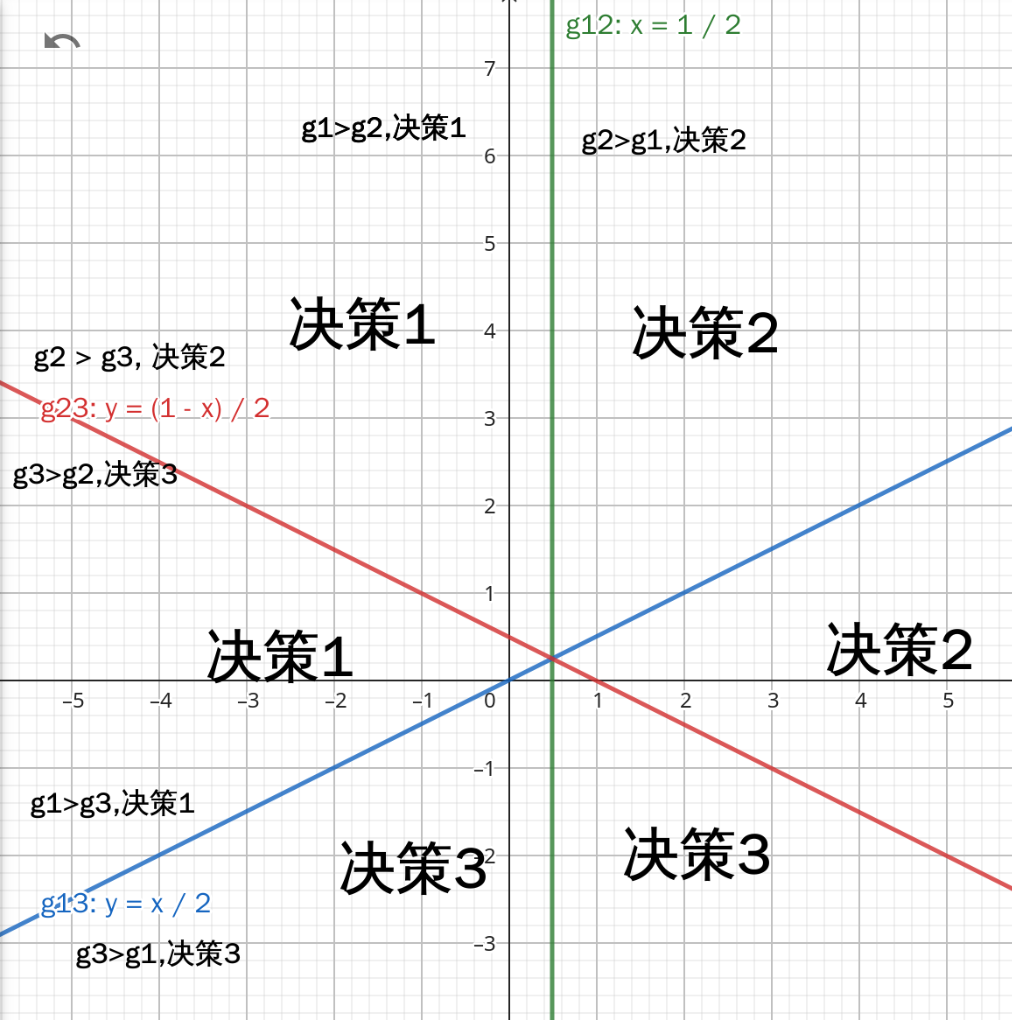 g12: x = 1 / 2
7
g1>g2,决策1
g2>g1,决策2
6
5
决策1
4
决策2
g2 > g3, 决策2
g23: y = (1 - x) / 2
3
g3>g2,决策3
2
1
决策1
决策2
–5
–4
–3
–2
–1
0
1
2
3
4
5
–1
g1>g3,决策1
决策3
–2
决策3
g13: y = x / 2
g3>g1,决策3
–3